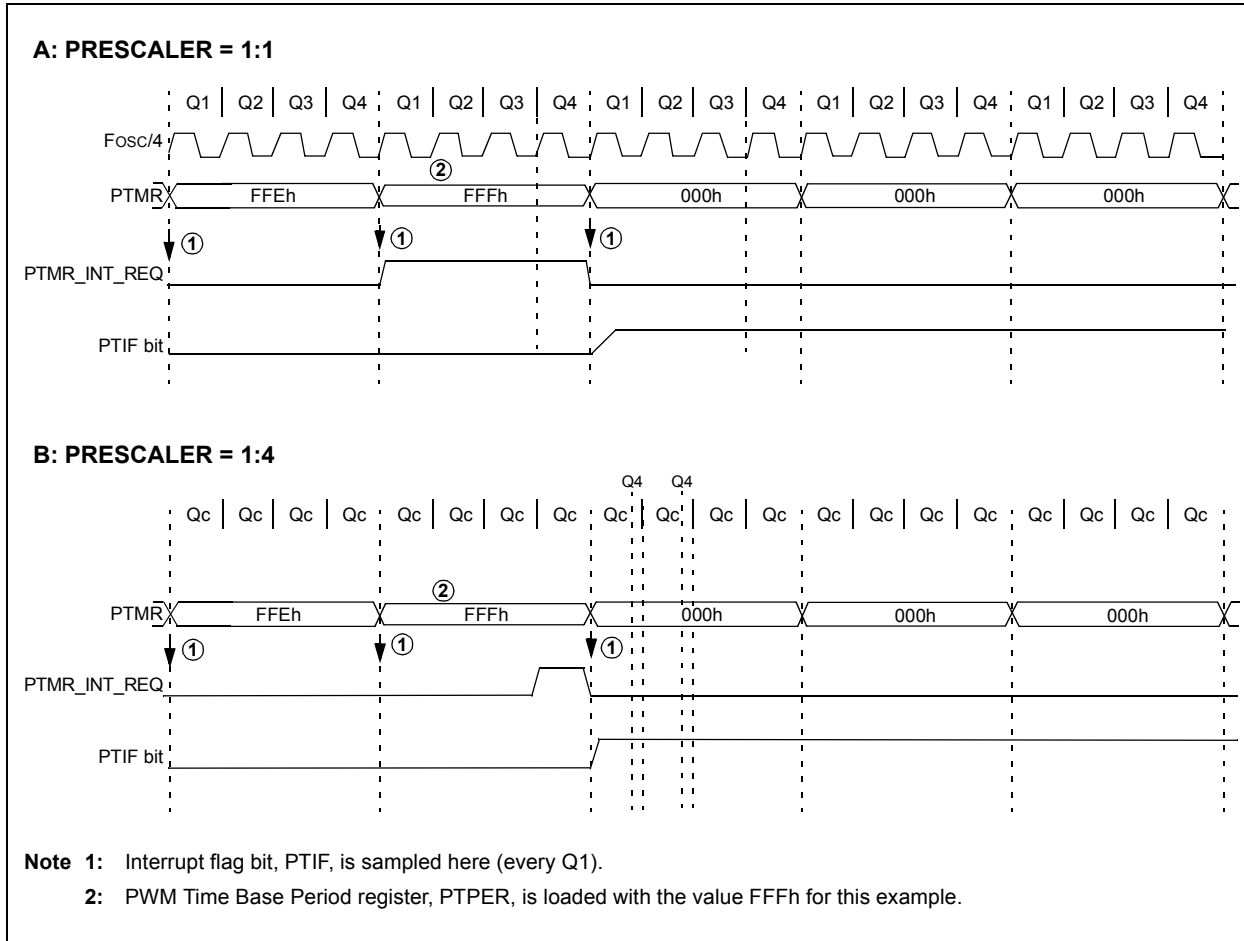 A: PRESCALER = 1:1
Q1 Q2 Q3 Q4 Q1 Q2 Q3 Q4 Q1 Q2 Q3 Q4 Q1 Q2 Q3 Q4 Q1 Q2 Q3 Q4
FOSC/4
2
PTMR FFEh FFFh 000h 000h 000h
1 1 1
PTMR_INT_REQ
PTIF bit
B: PRESCALER = 1:4
Q4 Q4
Qc Qc Qc Qc Qc Qc Qc Qc Qc Qc Qc Qc Qc Qc Qc Qc Qc Qc Qc Qc
2
PTMR FFEh FFFh 000h 000h 000h
1 1 1
PTMR_INT_REQ
PTIF bit
Note 1: Interrupt flag bit, PTIF, is sampled here (every Q1).
2: PWM Time Base Period register, PTPER, is loaded with the value FFFh for this example.